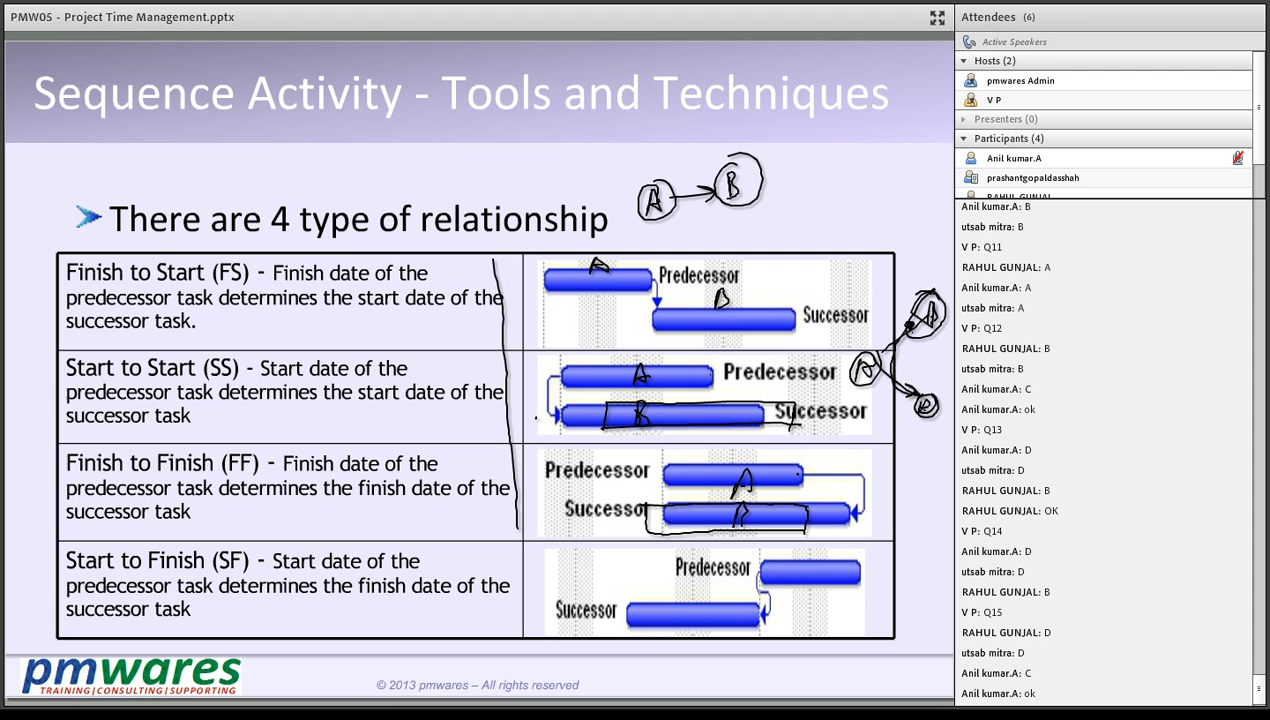 PMW05 - Project Time Management.pptx
Sequence Activity - Tools and Techniques
There are 4 type of relationship
A
B
Finish to Start (FS) - Finish date of the
predecessor task determines the start date of the
successor task.
A
Predecessor
B
Successor
Start to Start (SS) - Start date of the
predecessor task determines the start date of the
successor task
A
Predecessor
B
Successor
Finish to Finish (FF) - Finish date of the
predecessor task determines the finish date of the
successor task
Predecessor
A
Successor
Start to Finish (SF) - Start date of the
predecessor task determines the finish date of the
successor task
Predecessor
Successor
pmwares
TRAINING|CONSULTING|SUPPORTING
© 2013 pmwares – All rights reserved
Attendees (6)
Active Speakers
Hosts (2)
pmwares Admin
V P
Presenters (0)
Participants (4)
Anil kumar.A
prashantgopaldasshah
RAHUL GUNJAL
Anil kumar.A: B
utsab mitra: B
V P: Q11
RAHUL GUNJAL: A
Anil kumar.A: A
utsab mitra: A
V P: Q12
RAHUL GUNJAL: B
utsab mitra: B
Anil kumar.A: C
Anil kumar.A: ok
V P: Q13
Anil kumar.A: D
utsab mitra: D
RAHUL GUNJAL: B
RAHUL GUNJAL: OK
V P: Q14
Anil kumar.A: D
utsab mitra: D
RAHUL GUNJAL: B
V P: Q15
RAHUL GUNJAL: D
utsab mitra: D
Anil kumar.A: C
Anil kumar.A: ok